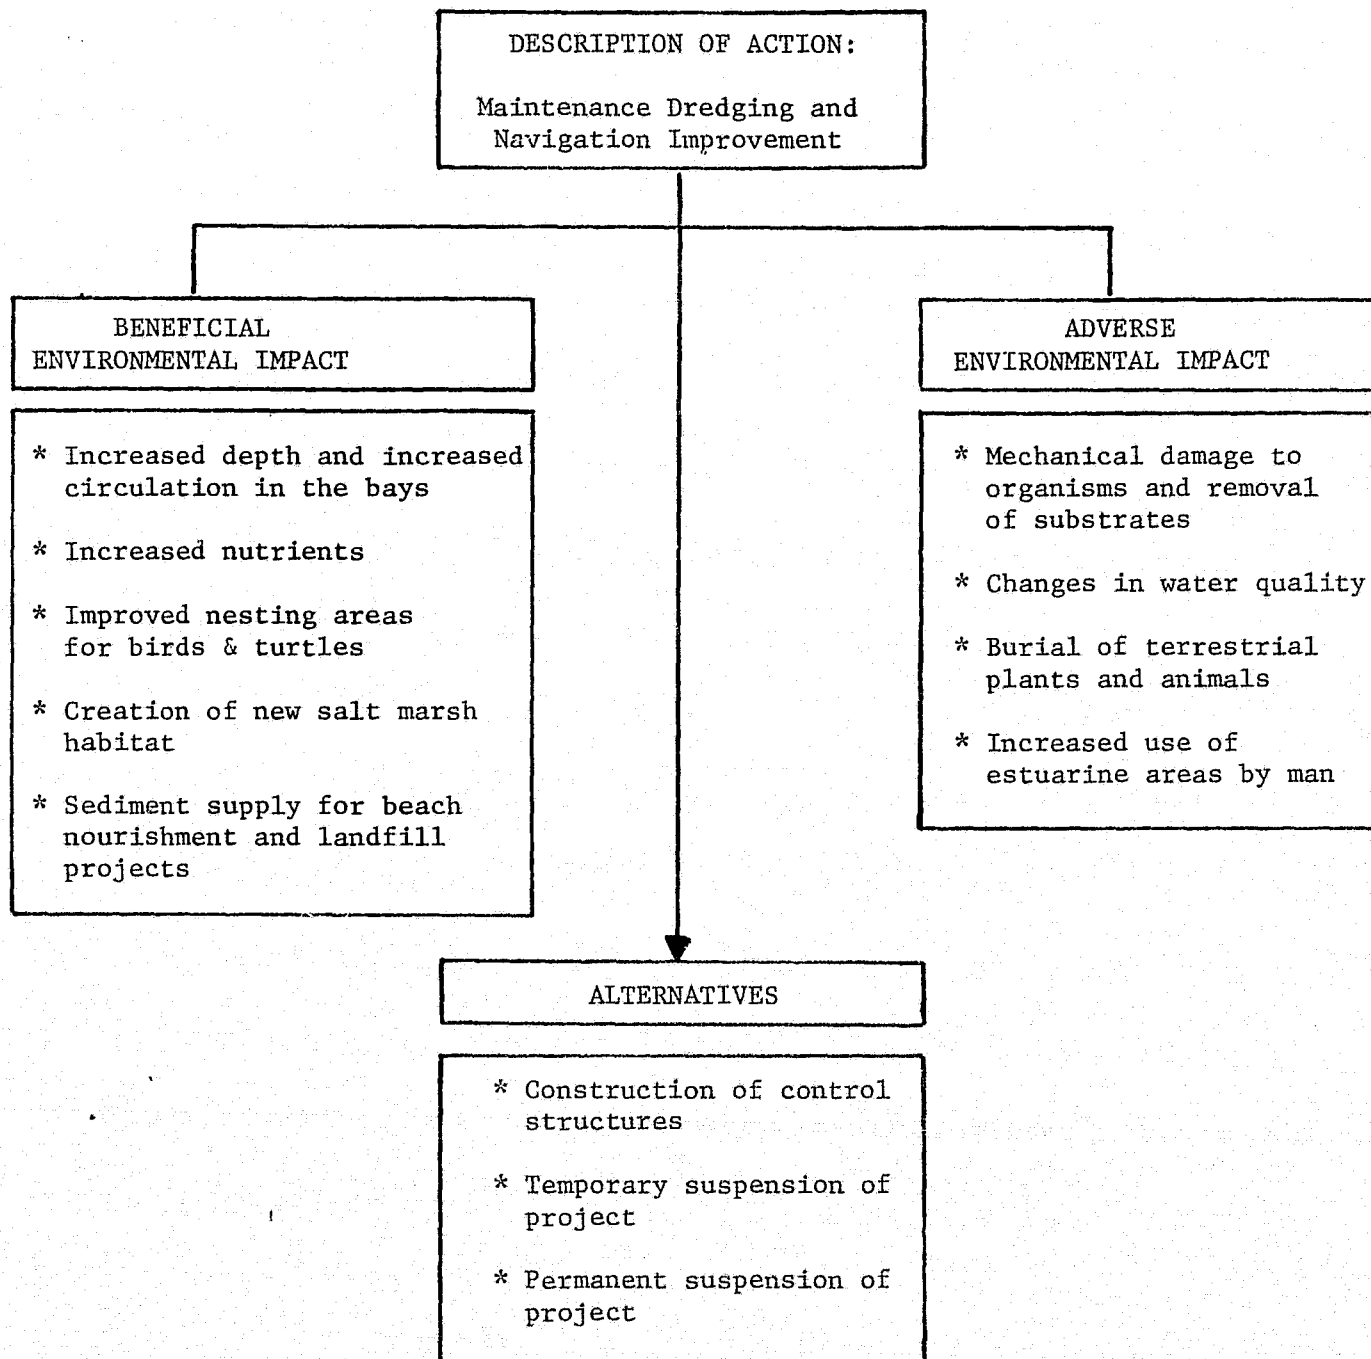 DESCRIPTION OF ACTION:
Maintenance Dredging and
Navigation Improvement
BENEFICIAL
ENVIRONMENTAL IMPACT
* Increased depth and increased
circulation in the bays
* Increased nutrients
* Improved nesting areas
for birds & turtles
* Creation of new salt marsh
habitat
* Sediment supply for beach
nourishment and landfill
projects
ADVERSE
ENVIRONMENTAL IMPACT
* Mechanical damage to
organisms and removal
of substrates
* Changes in water quality
* Burial of terrestrial
plants and animals
* Increased use of
estuarine areas by man
ALTERNATIVES
* Construction of control
structures
* Temporary suspension of
project
* Permanent suspension of
project